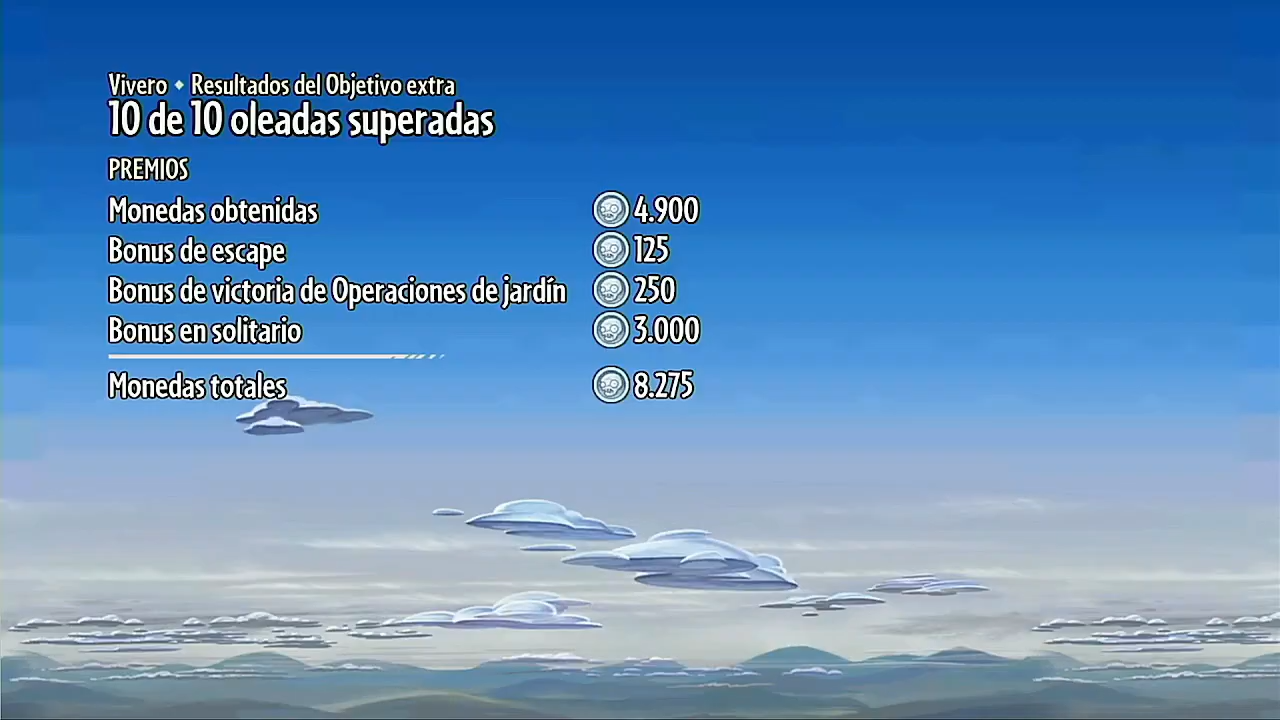 Vivero • Resultados del Objetivo extra
10 de 10 oleadas superadas
PREMIOS
Monedas obtenidas 4.900
Bonus de escape 125
Bonus de victoria de Operaciones de jardín 250
Bonus en solitario 3.000
Monedas totales 8.275